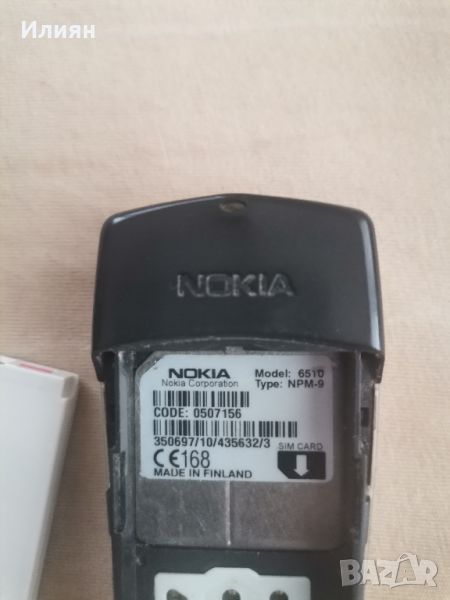 Илиян
NOKIA
NOKIA Model: 6510
Nokia Corporation Type: NPM-9
CODE: 0507156
350697/10/435632/3 SIM CARD
CE168
MADE IN FINLAND
BAZAR